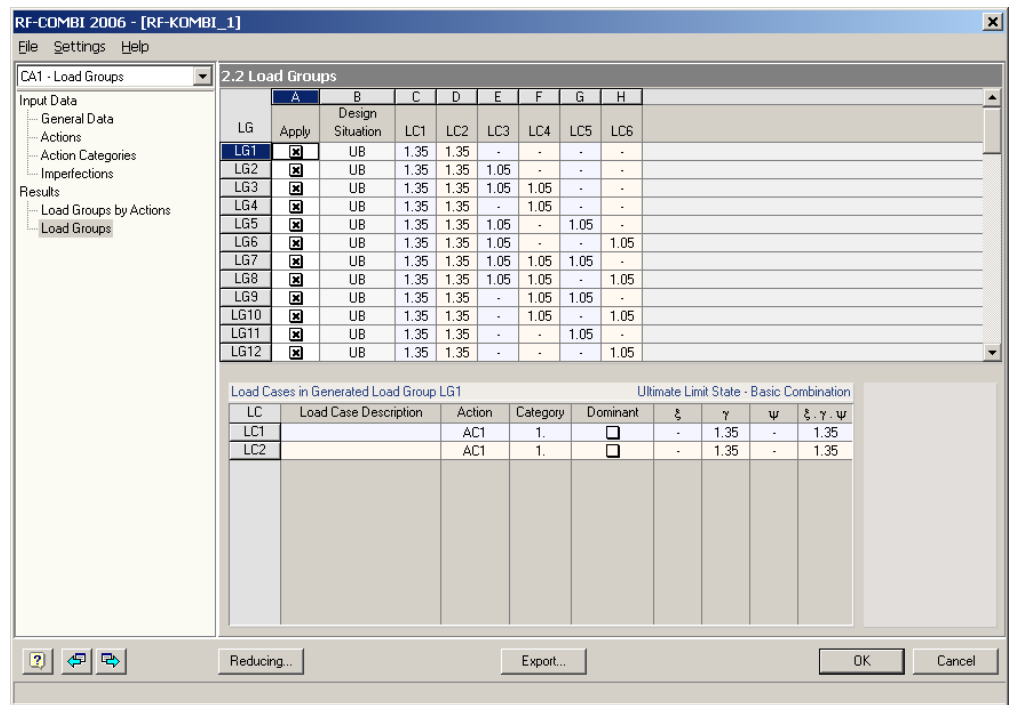 RF-COMBI 2006 - [RF-KOMBI_1]
File Settings Help
CA1 - Load Groups
Input Data
General Data
Actions
Action Categories
Imperfections
Results
Load Groups by Actions
Load Groups
2.2 Load Groups
A B C D E F G H
LG Apply Design Situation LC1 LC2 LC3 LC4 LC5 LC6
LG1 UB 1.35 1.35 - - - -
LG2 UB 1.35 1.35 1.05 - - -
LG3 UB 1.35 1.35 1.05 1.05 - -
LG4 UB 1.35 1.35 - 1.05 - -
LG5 UB 1.35 1.35 1.05 - 1.05 -
LG6 UB 1.35 1.35 1.05 - - 1.05
LG7 UB 1.35 1.35 1.05 1.05 1.05 -
LG8 UB 1.35 1.35 1.05 1.05 - 1.05
LG9 UB 1.35 1.35 - 1.05 1.05 -
LG10 UB 1.35 1.35 - 1.05 - 1.05
LG11 UB 1.35 1.35 - - 1.05 -
LG12 UB 1.35 1.35 - - - 1.05
Load Cases in Generated Load Group LG1 Ultimate Limit State - Basic Combination
LC Load Case Description Action Category Dominant ξ γ ψ ξ . γ . ψ
LC1 AC1 1. - 1.35 - 1.35
LC2 AC1 1. - 1.35 - 1.35
Reducing... Export... OK Cancel